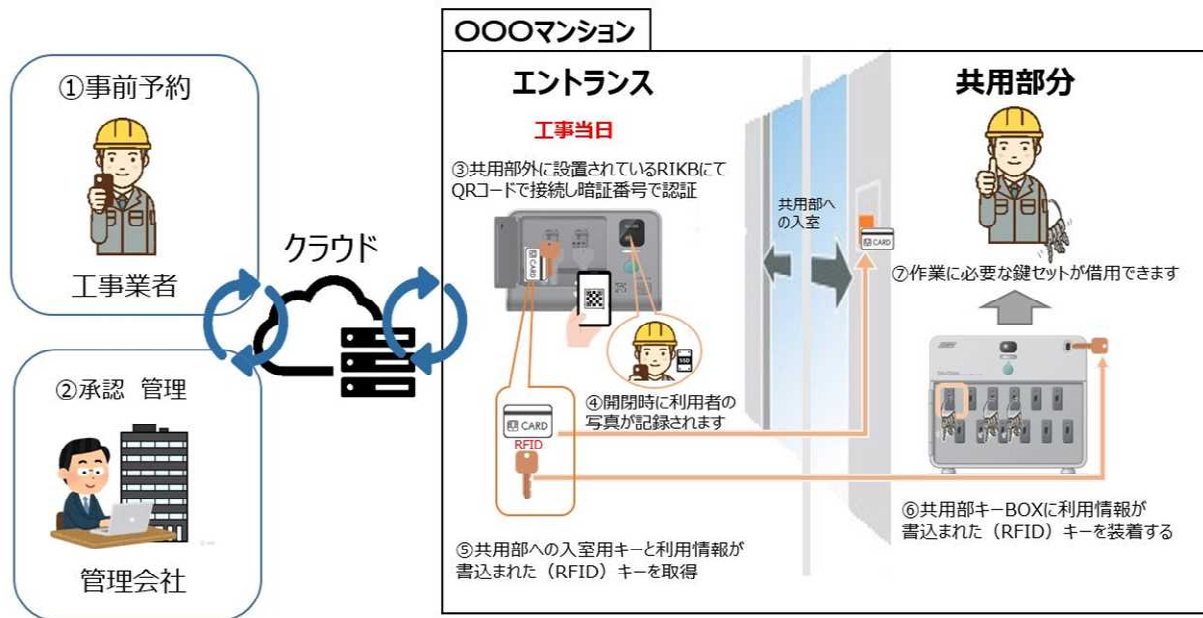 〇〇〇マンション
①事前予約
工事業者
②承認 管理
管理会社
クラウド
エントランス
工事当日
③共用部外に設置されているRIKBにて
QRコードで接続し暗証番号で認証
CARD
SSD
④開閉時に利用者の
写真が記録されます
CARD
RFID
⑤共用部への入室用キーと利用情報が
書込まれた（RFID）キーを取得
共用部へ
の入室
CARD
共用部分
⑦作業に必要な鍵セットが借用できます
⑥共用部キーBOXに利用情報が
書込まれた（RFID）キーを装着する